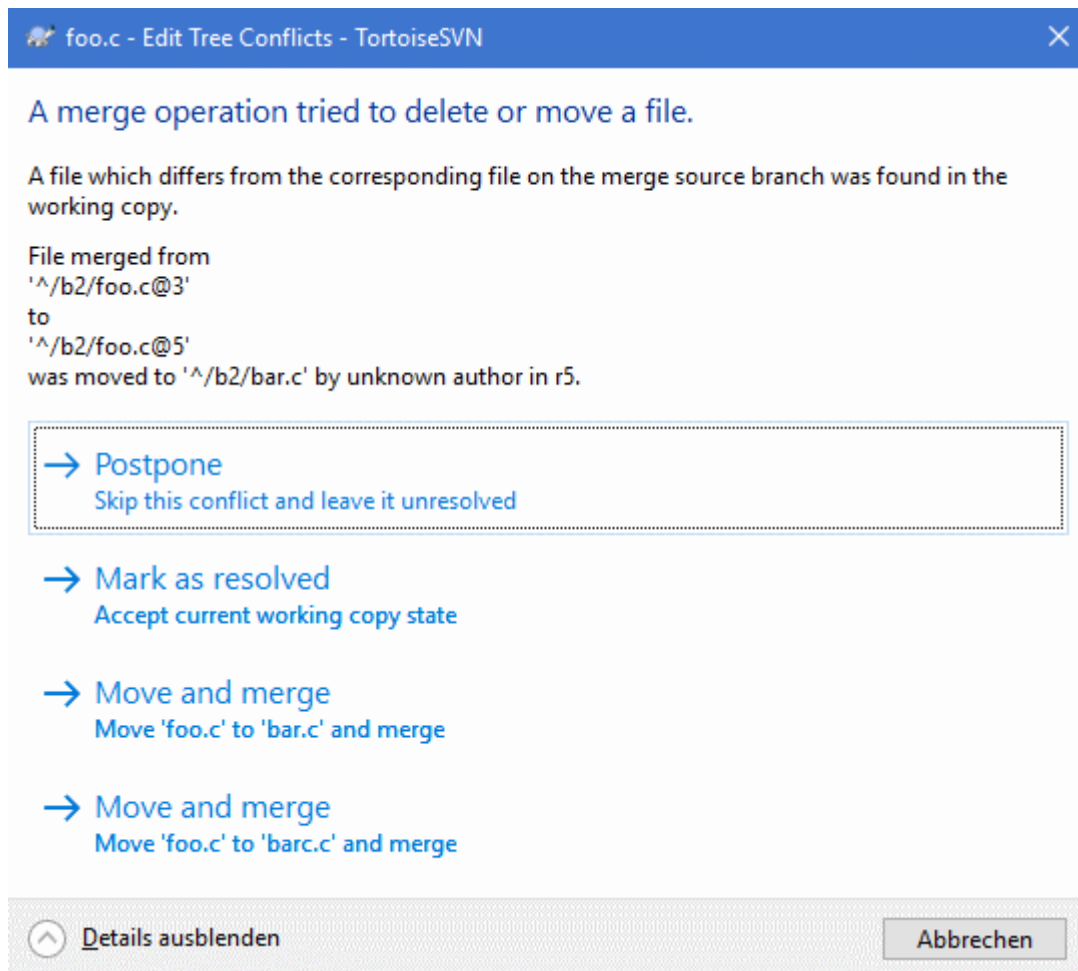 foo.c - Edit Tree Conflicts - TortoiseSVN
A merge operation tried to delete or move a file.
A file which differs from the corresponding file on the merge source branch was found in the
working copy.
File merged from
'^/b2/foo.c@3'
to
'^/b2/foo.c@5'
was moved to '^/b2/bar.c' by unknown author in r5.
Postpone
Skip this conflict and leave it unresolved
Mark as resolved
Accept current working copy state
Move and merge
Move 'foo.c' to 'bar.c' and merge
Move and merge
Move 'foo.c' to 'barc.c' and merge
Details ausblenden
Abbrechen